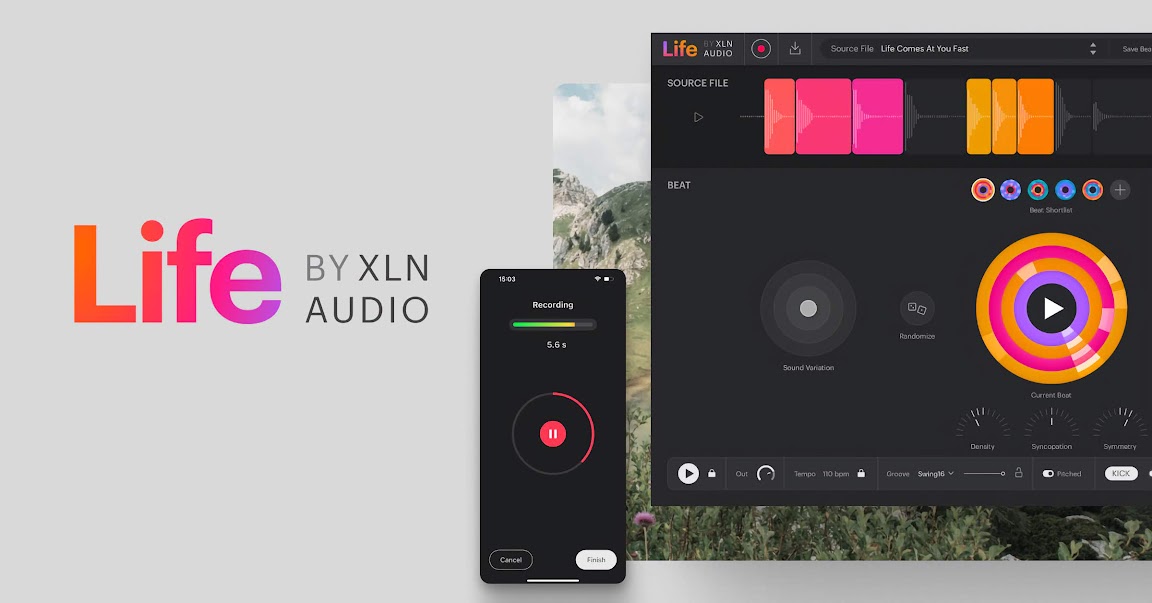 Life BY XLN
AUDIO
15:03
Recording
5.6 s
Cancel
Finish
Life BY XLN
AUDIO
Source File Life Comes At You Fast
SOURCE FILE
BEAT
Beat Shortlist
Sound Variation
Randomize
Current Beat
Density
Syncopation
Symmetry
Out
Tempo 110 bpm
Groove Swing16
Pitched
KICK